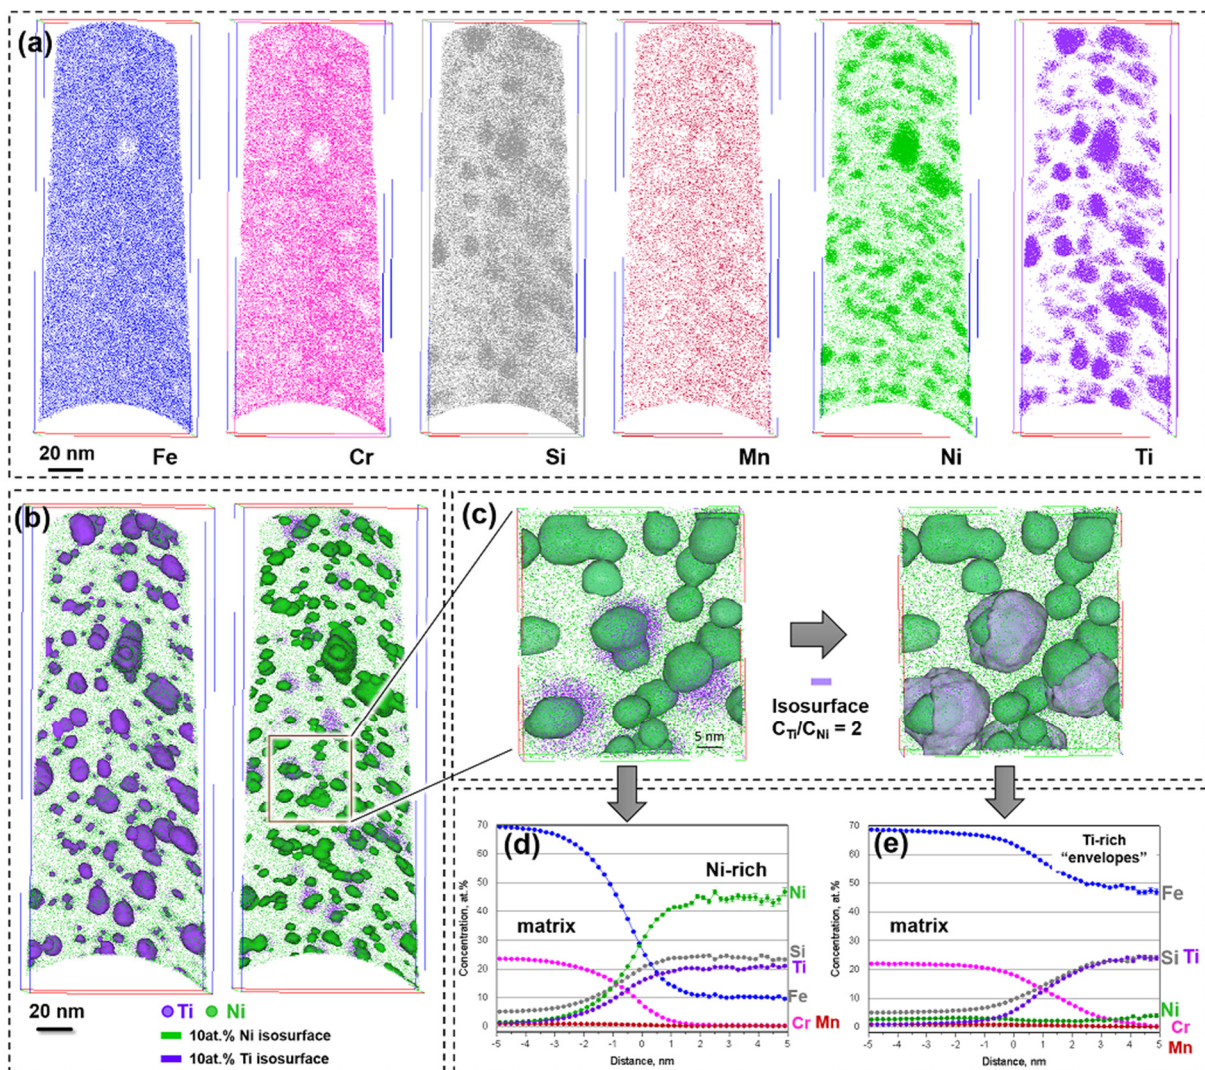 (a)
20 nm
Fe
Cr
Si
Mn
Ni
Ti
(b)
20 nm
Ti Ni
10at.% Ni isosurface
10at.% Ti isosurface
(c)
5 nm
Isosurface
C_Ti/C_Ni = 2
(d)
Ni-rich
matrix
Concentration, at.%
70
60
50
40
30
20
10
0
Ni
Si
Ti
Fe
Cr Mn
-5 -4 -3 -2 -1 0 1 2 3 4 5
Distance, nm
(e)
Ti-rich
“envelopes”
matrix
Concentration, at.%
70
60
50
40
30
20
10
0
Fe
Si Ti
Ni
Cr
Mn
-5 -4 -3 -2 -1 0 1 2 3 4 5
Distance, nm